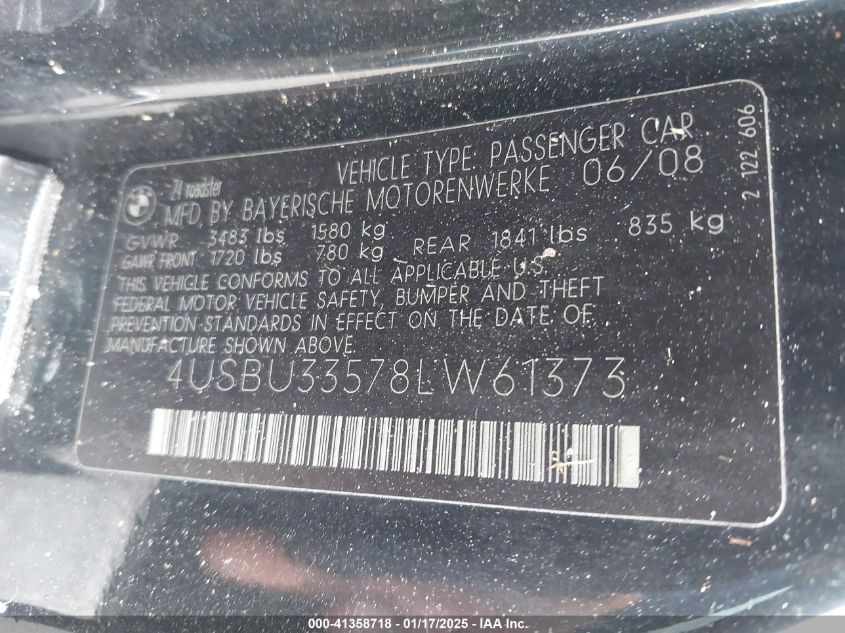 VEHICLE TYPE PASSENGER CAR
Z4 roadster
MFD BY BAYERISCHE MOTORENWERKE 06/08
GVWR 3483 lbs 1580 kg
GAWR FRONT 1720 lbs 780 kg REAR 1841 lbs 835 kg
THIS VEHICLE CONFORMS TO ALL APPLICABLE U.S.
FEDERAL MOTOR VEHICLE SAFETY, BUMPER AND THEFT
PREVENTION STANDARDS IN EFFECT ON THE DATE OF
MANUFACTURE SHOWN ABOVE.
4USBU33578LW61373
2 122 606
000-41358718 - 01/17/2025 - IAA Inc.